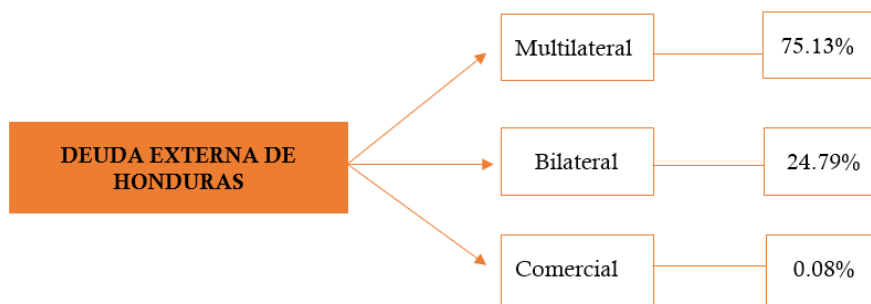 DEUDA EXTERNA DE
HONDURAS
Multilateral
75.13%
Bilateral
24.79%
Comercial
0.08%